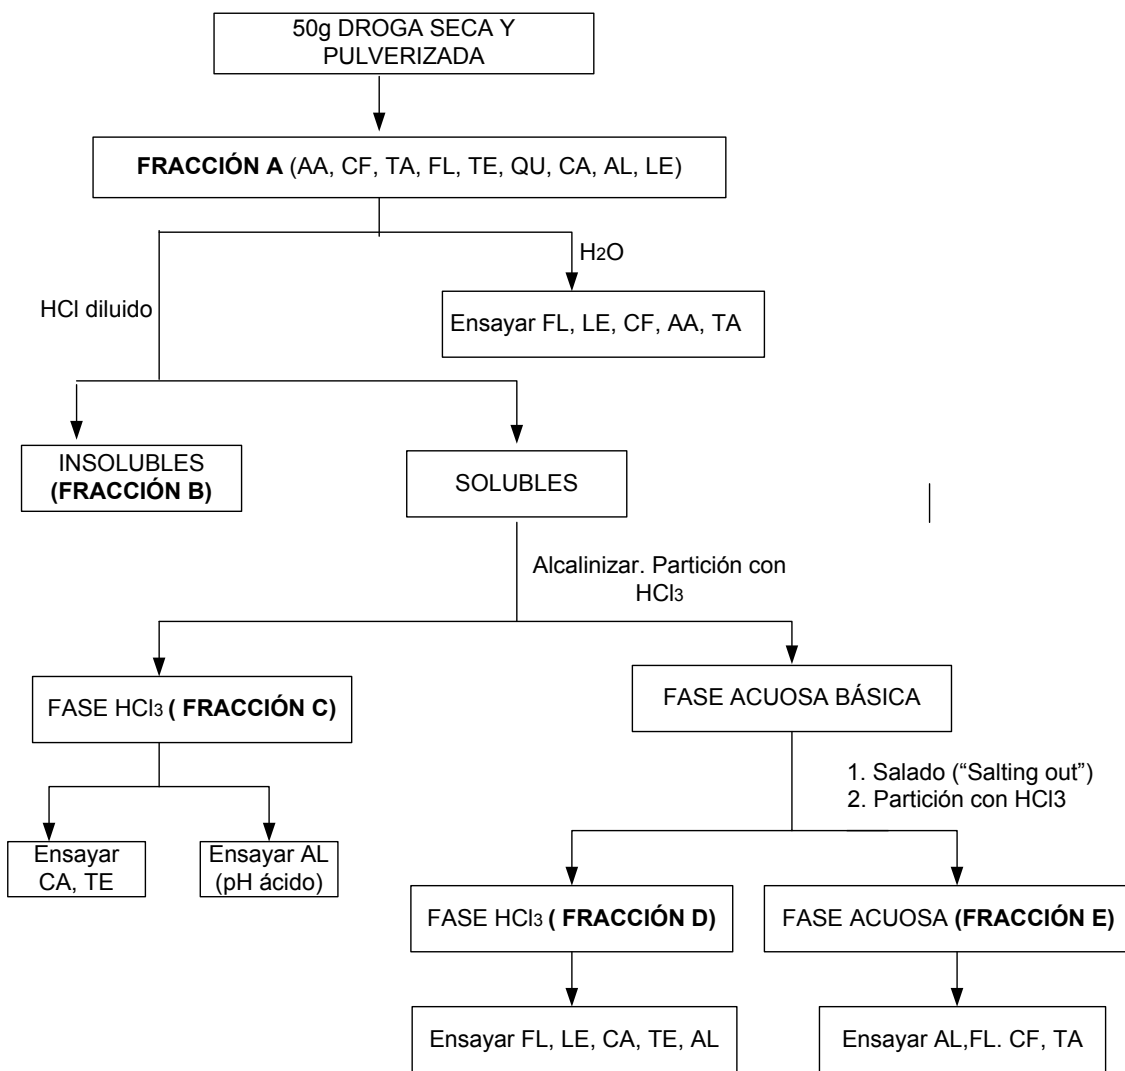 50g DROGA SECA Y
PULVERIZADA
FRACCIÓN A (AA, CF, TA, FL, TE, QU, CA, AL, LE)
H2O
HCl diluido
Ensayar FL, LE, CF, AA, TA
INSOLUBLES
(FRACCIÓN B)
SOLUBLES
Alcalinizar. Partición con
HCl3
FASE HCl3 ( FRACCIÓN C)
FASE ACUOSA BÁSICA
1. Salado (“Salting out”)
2. Partición con HCl3
Ensayar
CA, TE
Ensayar AL
(pH ácido)
FASE HCl3 ( FRACCIÓN D)
FASE ACUOSA (FRACCIÓN E)
Ensayar FL, LE, CA, TE, AL
Ensayar AL,FL. CF, TA